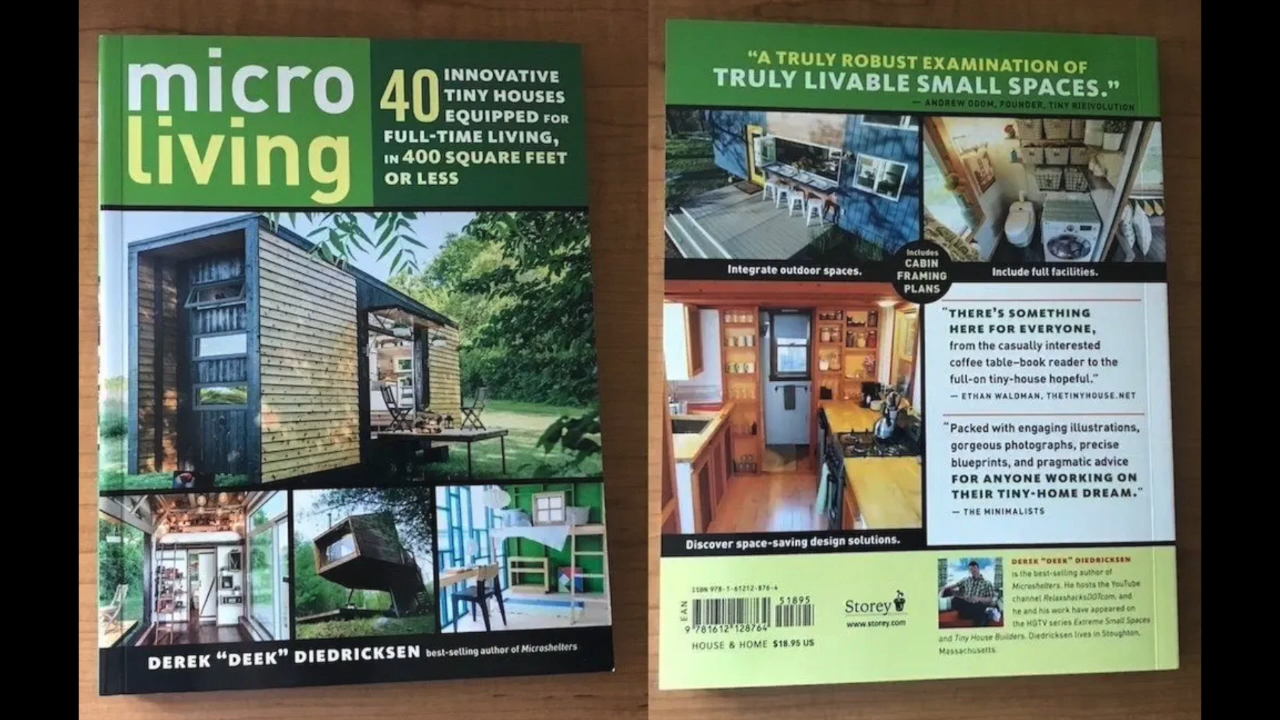 micro
living
40 INNOVATIVE
TINY HOUSES
EQUIPPED FOR
FULL-TIME LIVING,
IN 400 SQUARE FEET
OR LESS
DEREK “DEEK” DIEDRICKSEN best-selling author of Microshelters
“A TRULY ROBUST EXAMINATION OF
TRULY LIVABLE SMALL SPACES.”
— ANDREW ODOM, FOUNDER, TINY R(E)VOLUTION
Integrate outdoor spaces.
Includes
CABIN
FRAMING
PLANS
Include full facilities.
“THERE’S SOMETHING
HERE FOR EVERYONE,
from the casually interested
coffee table–book reader to the
full-on tiny-house hopeful.”
— ETHAN WALDMAN, THETINYHOUSE.NET
“Packed with engaging illustrations,
gorgeous photographs, precise
blueprints, and pragmatic advice
FOR ANYONE WORKING ON
THEIR TINY-HOME DREAM.”
— THE MINIMALISTS
Discover space-saving design solutions.
ISBN 978-1-61212-876-4
EAN
51895
9 781612 128764
HOUSE & HOME $18.95 US
Storey
www.storey.com
DEREK “DEEK” DIEDRICKSEN
is the best-selling author of
Microshelters. He hosts the YouTube
channel RelaxshacksDOTcom, and
he and his work have appeared on
the HGTV series Extreme Small Spaces
and Tiny House Builders. Diedricksen lives in Stoughton,
Massachusetts.